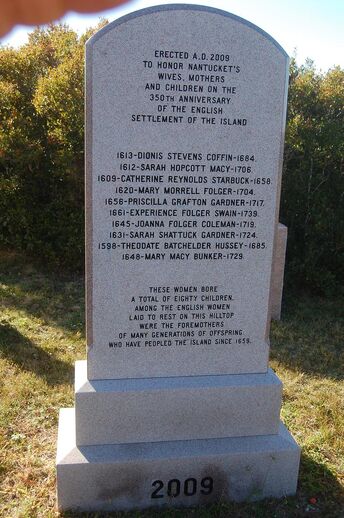 ERECTED A.D. 2009
TO HONOR NANTUCKET'S
WIVES, MOTHERS
AND CHILDREN ON THE
350TH ANNIVERSARY
OF THE ENGLISH
SETTLEMENT OF THE ISLAND
1613-DIONIS STEVENS COFFIN-1684.
1612-SARAH HOPCOTT MACY-1706.
1609-CATHERINE REYNOLDS STARBUCK-1658.
1620-MARY MORRELL FOLGER-1704.
1656-PRISCILLA GRAFTON GARDNER-1717.
1661-EXPERIENCE FOLGER SWAIN-1739.
1645-JOANNA FOLGER COLEMAN-1719.
1631-SARAH SHATTUCK GARDNER-1724.
1598-THEODATE BATCHELDER HUSSEY-1685.
1648-MARY MACY BUNKER-1729.
THESE WOMEN BORE
A TOTAL OF EIGHTY CHILDREN.
AMONG THE ENGLISH WOMEN
LAID TO REST ON THIS HILLTOP
WERE THE FOREMOTHERS
OF MANY GENERATIONS OF OFFSPRING
WHO HAVE PEOPLED THE ISLAND SINCE 1659.
2009